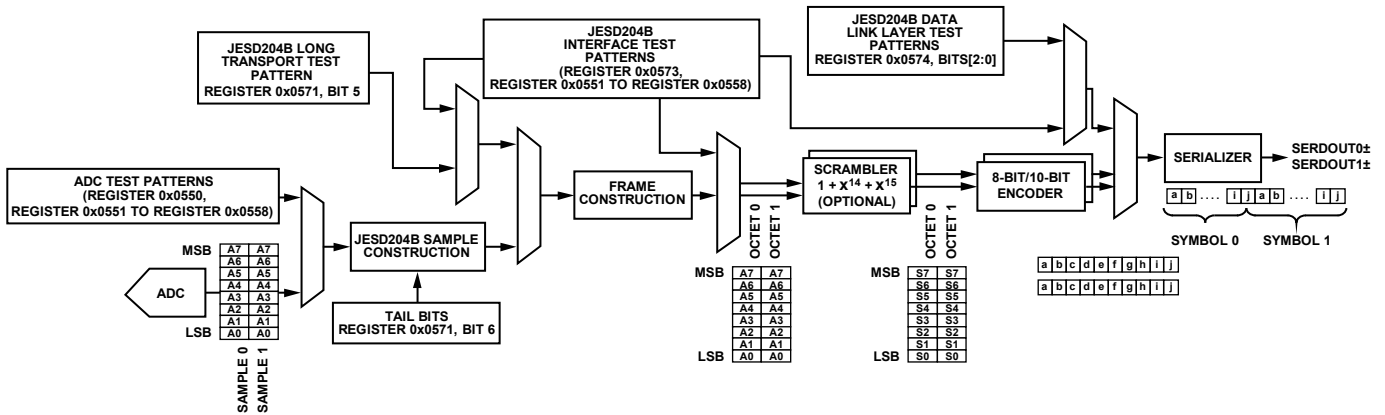 JESD204B LONG
TRANSPORT TEST
PATTERN
REGISTER 0x0571, BIT 5
JESD204B
INTERFACE TEST
PATTERNS
(REGISTER 0x0573,
REGISTER 0x0551 TO REGISTER 0x0558)
JESD204B DATA
LINK LAYER TEST
PATTERNS
REGISTER 0x0574, BITS[2:0]
ADC TEST PATTERNS
(REGISTER 0x0550,
REGISTER 0x0551 TO REGISTER 0x0558)
ADC
MSB
A7 A7
A6 A6
A5 A5
A4 A4
A3 A3
A2 A2
A1 A1
LSB
A0 A0
SAMPLE 0
SAMPLE 1
JESD204B SAMPLE
CONSTRUCTION
TAIL BITS
REGISTER 0x0571, BIT 6
FRAME
CONSTRUCTION
OCTET 0
OCTET 1
MSB
A7 A7
A6 A6
A5 A5
A4 A4
A3 A3
A2 A2
A1 A1
LSB
A0 A0
SCRAMBLER
1 + X14 + X15
(OPTIONAL)
OCTET 0
OCTET 1
MSB
S7 S7
S6 S6
S5 S5
S4 S4
S3 S3
S2 S2
S1 S1
LSB
S0 S0
8-BIT/10-BIT
ENCODER
a b c d e f g h i j
a b c d e f g h i j
SERIALIZER
SERDOUT0±
SERDOUT1±
a b .... i j a b .... i j
SYMBOL 0 SYMBOL 1